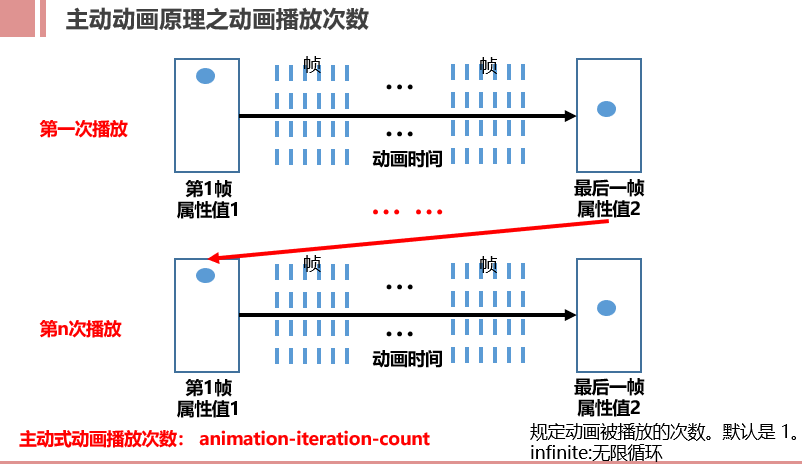 主动动画原理之动画播放次数
帧
帧
...
第一次播放
...
动画时间
第1帧
属性值1
最后一帧
属性值2
... ...
帧
帧
...
第n次播放
...
动画时间
第1帧
属性值1
最后一帧
属性值2
主动式动画播放次数： animation-iteration-count
规定动画被播放的次数。默认是 1。
infinite:无限循环